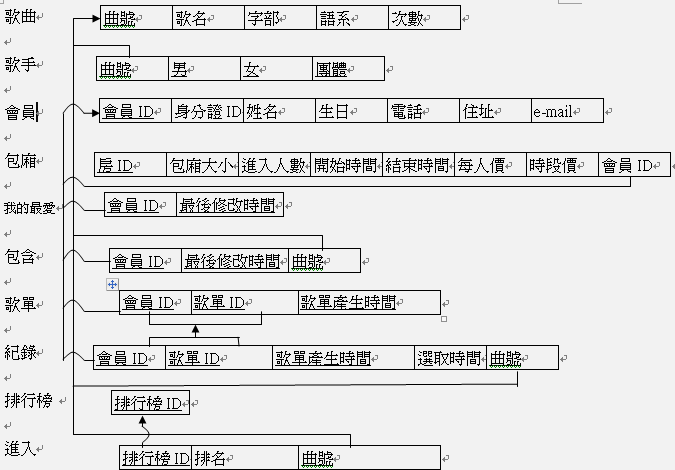 歌曲 曲號 歌名 字部 語系 次數
歌手 曲號 男 女 團體
會員 會員 ID 身分證 ID 姓名 生日 電話 住址 e-mail
包廂 房 ID 包廂大小 進入人數 開始時間 結束時間 每人價 時段價 會員 ID
我的最愛 會員 ID 最後修改時間
包含 會員 ID 最後修改時間 曲號
歌單 會員 ID 歌單 ID 歌單產生時間
紀錄 會員 ID 歌單 ID 歌單產生時間 選取時間 曲號
排行榜 排行榜 ID
進入 排行榜 ID 排名 曲號